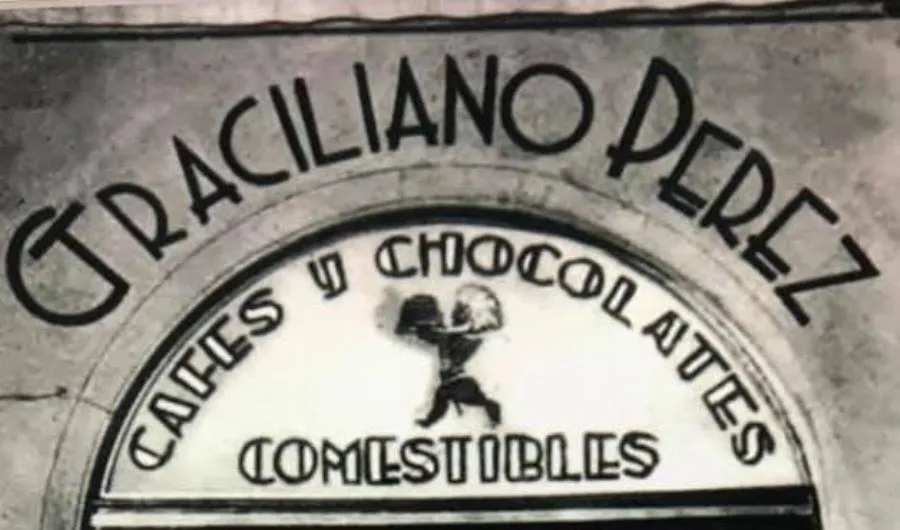 GRACILIANO PEREZ
CAFES Y CHOCOLATES
COMESTIBLES